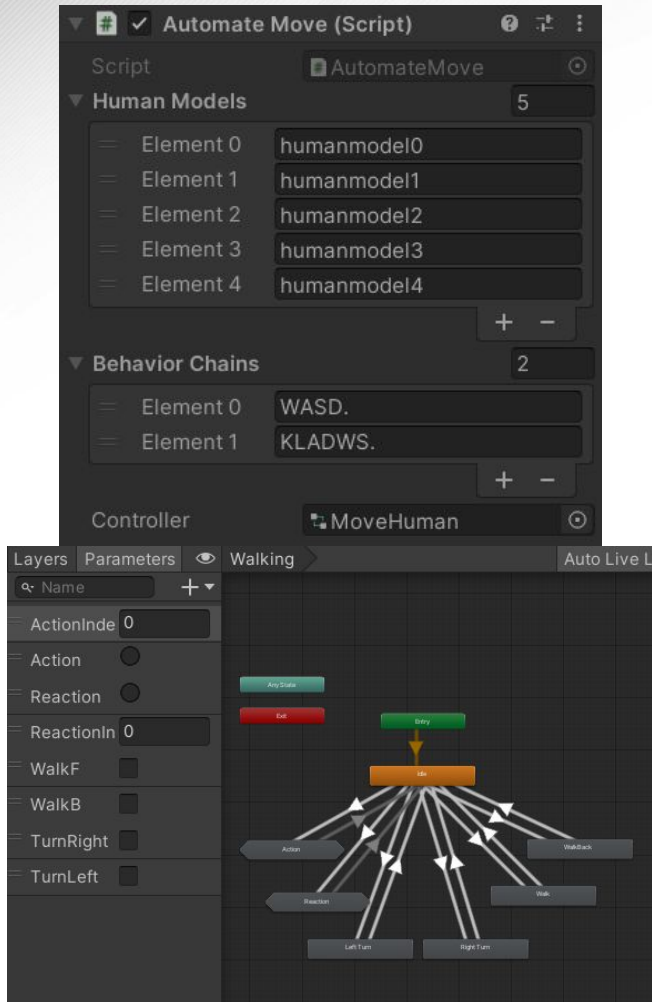 Automate Move (Script)
Script AutomateMove
Human Models 5
Element 0 humanmodel0
Element 1 humanmodel1
Element 2 humanmodel2
Element 3 humanmodel3
Element 4 humanmodel4
+ −
Behavior Chains 2
Element 0 WASD.
Element 1 KLADWS.
+ −
Controller MoveHuman
Layers Parameters Walking Auto Live L
Name +
ActionInde 0
Action
Reaction
ReactionIn 0
WalkF
WalkB
TurnRight
TurnLeft
Any State
Exit
Entry
Idle
Action
WalkBack
Reaction
Walk
Left Turn
Right Turn